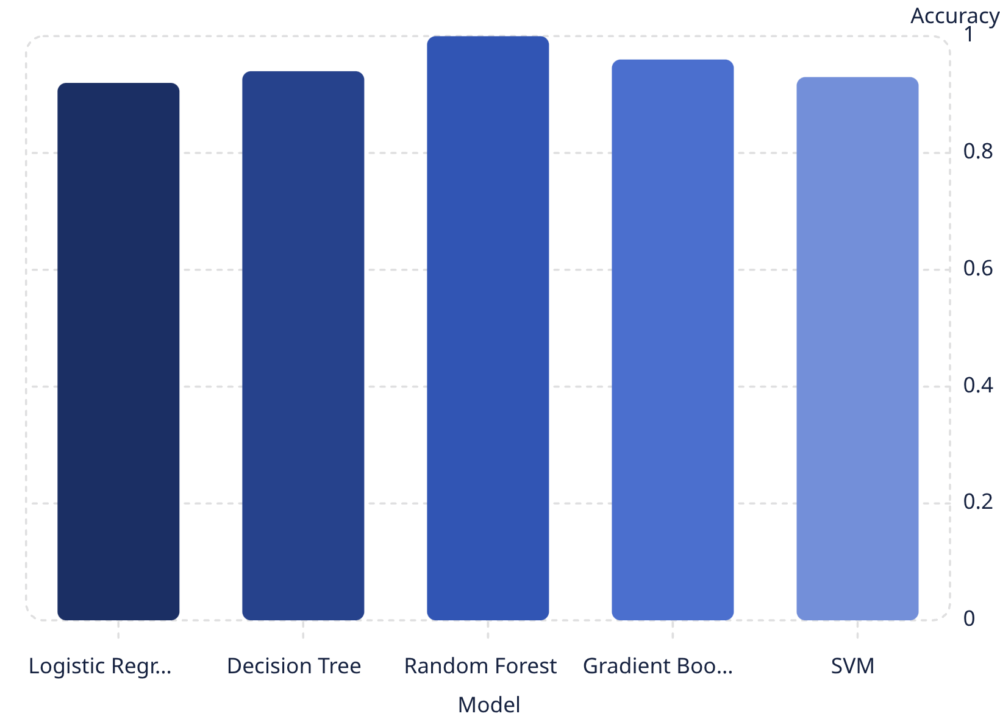 Accuracy
1
0.8
0.6
0.4
0.2
0
Logistic Regr...
Decision Tree
Random Forest
Gradient Boo...
SVM
Model